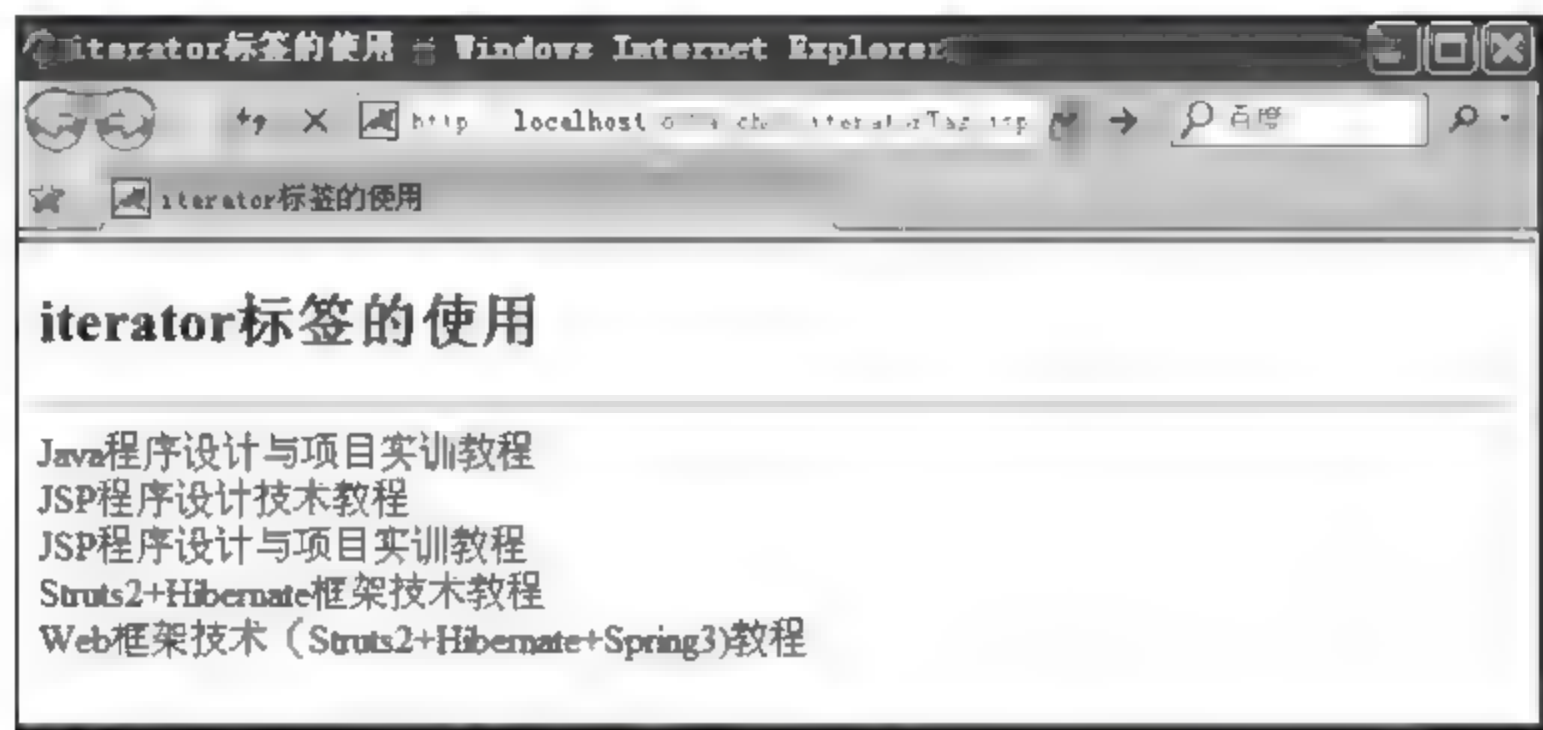 iterator标签的使用 Windows Internet Explorer
http localhost
百度
iterator标签的使用
iterator标签的使用
Java程序设计与项目实训教程
JSP程序设计技术教程
JSP程序设计与项目实训教程
Struts2+Hibernate框架技术教程
Web框架技术（Struts2+Hibernate+Spring3)教程